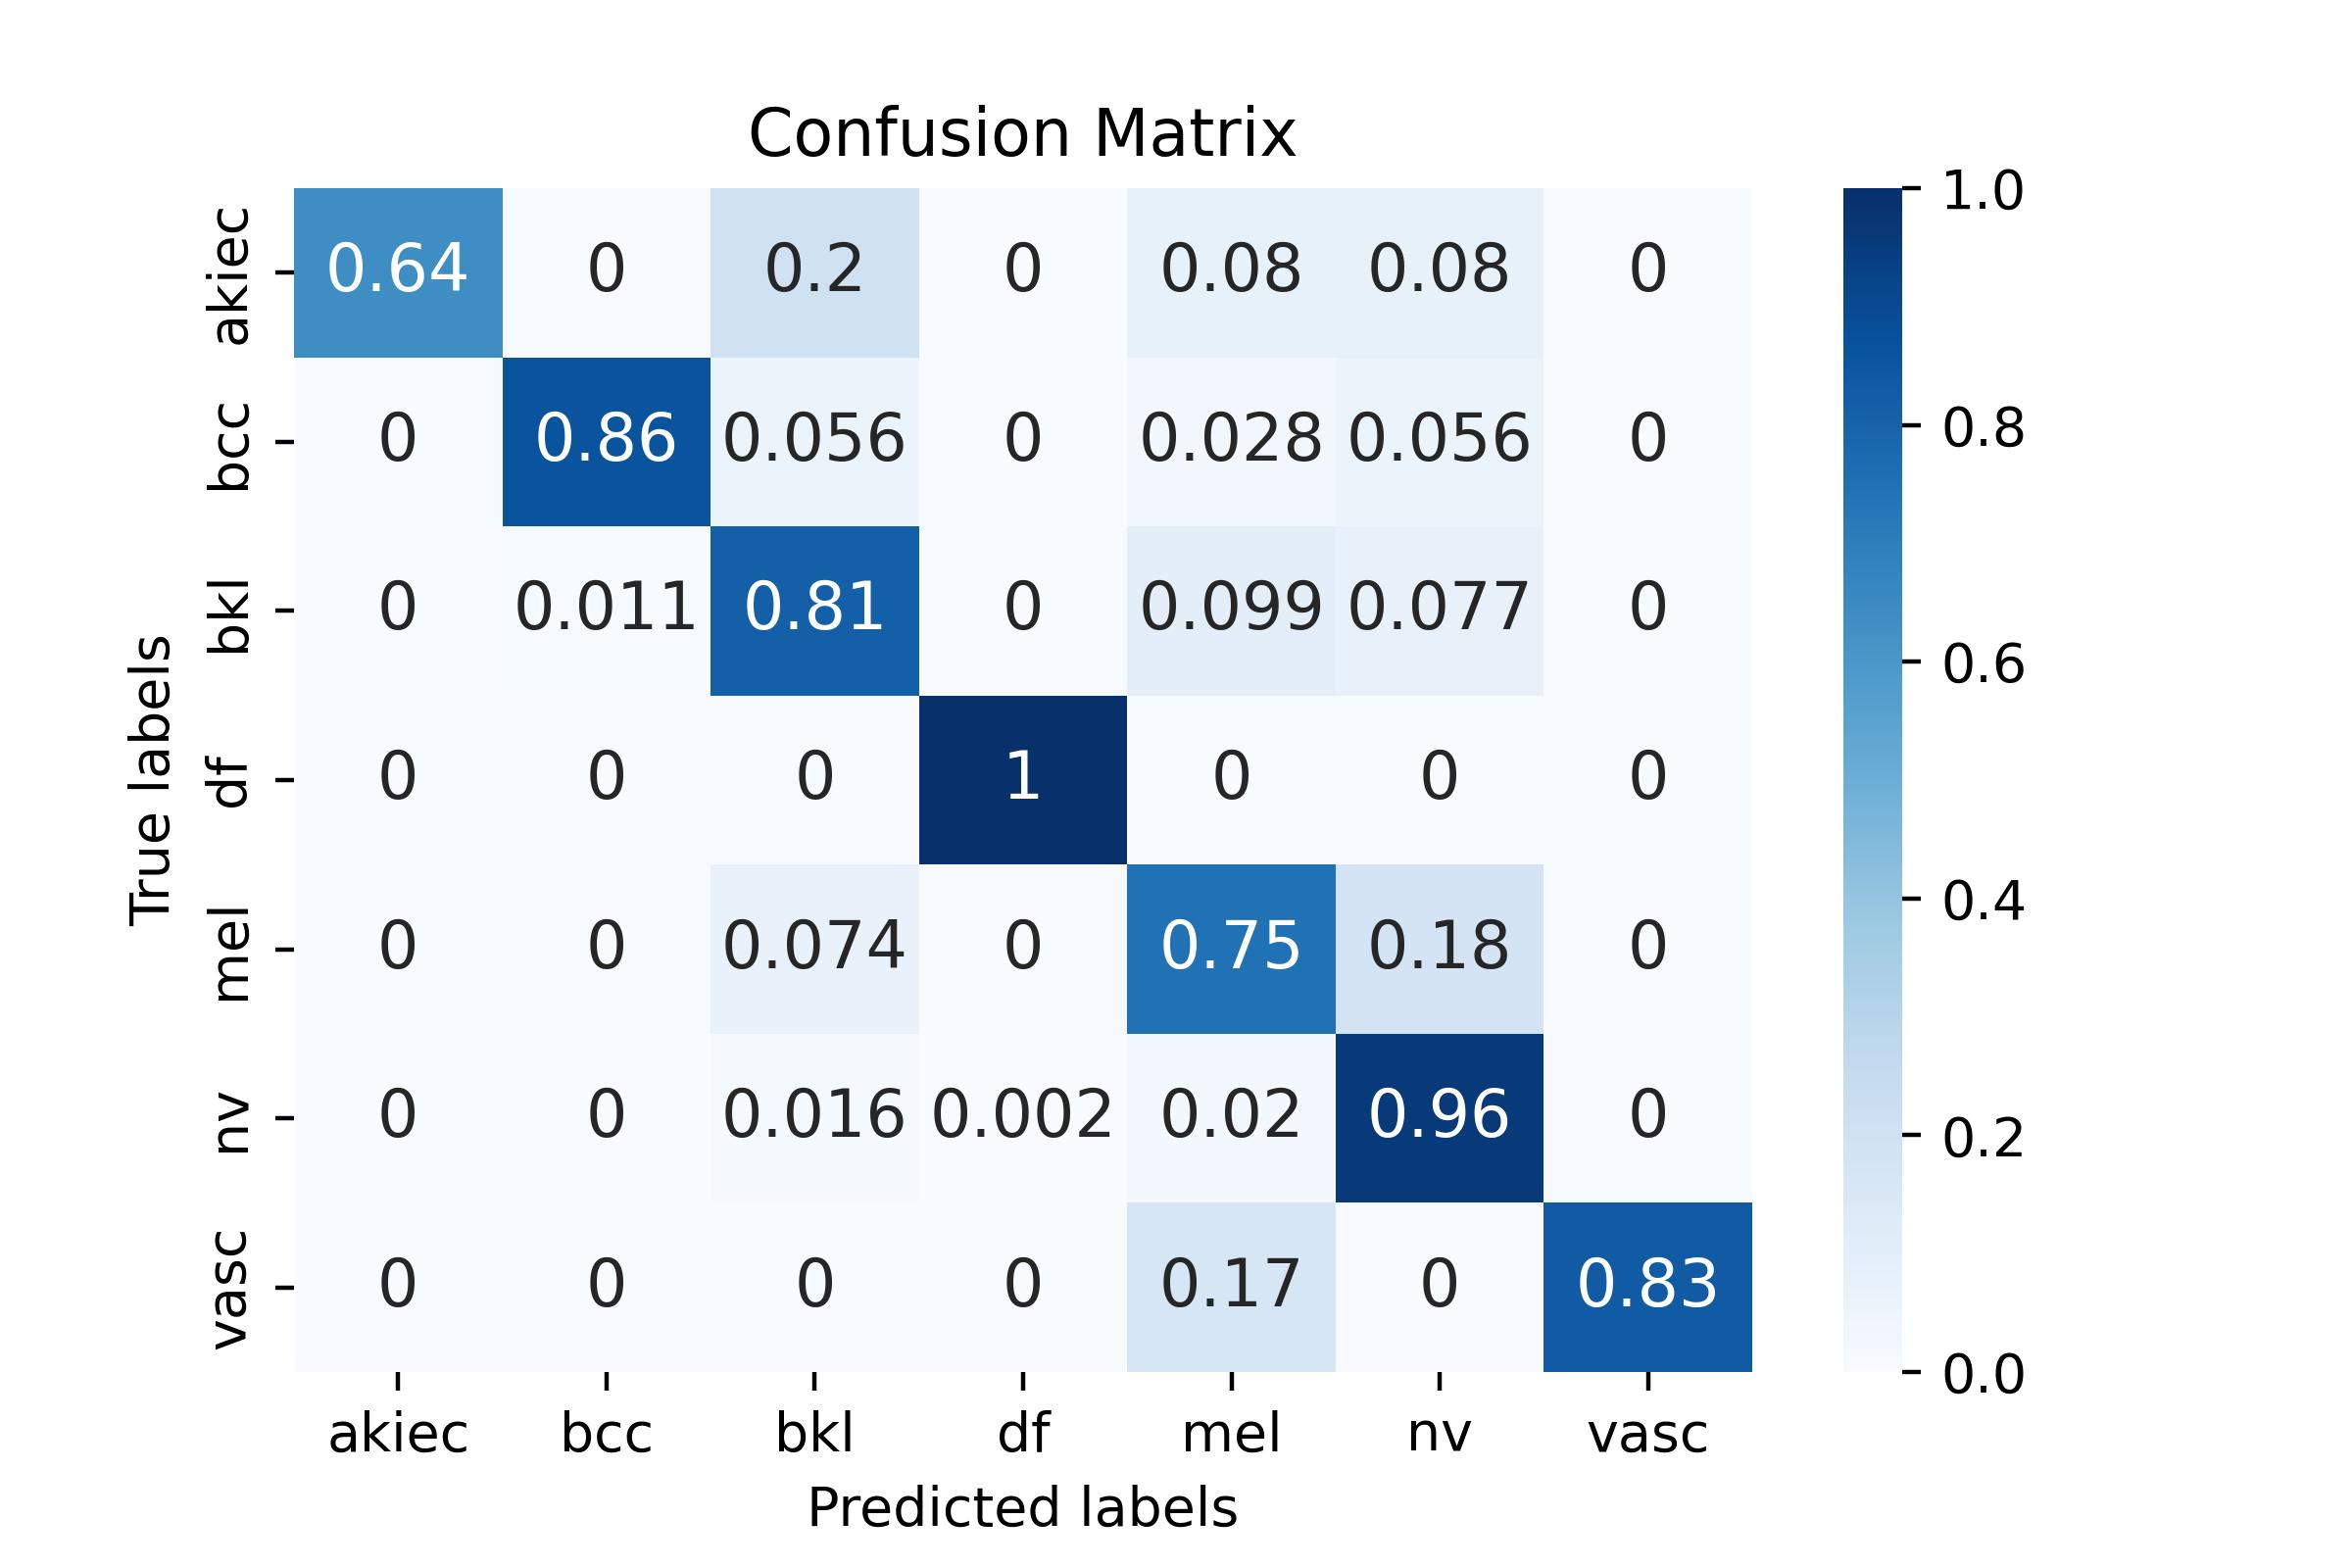 Confusion Matrix
True labels
akiec 0.64 0 0.2 0 0.08 0.08 0
bcc 0 0.86 0.056 0 0.028 0.056 0
bkl 0 0.011 0.81 0 0.099 0.077 0
df 0 0 0 1 0 0 0
mel 0 0 0.074 0 0.75 0.18 0
nv 0 0 0.016 0.002 0.02 0.96 0
vasc 0 0 0 0 0.17 0 0.83
akiec bcc bkl df mel nv vasc
Predicted labels
1.0
0.8
0.6
0.4
0.2
0.0